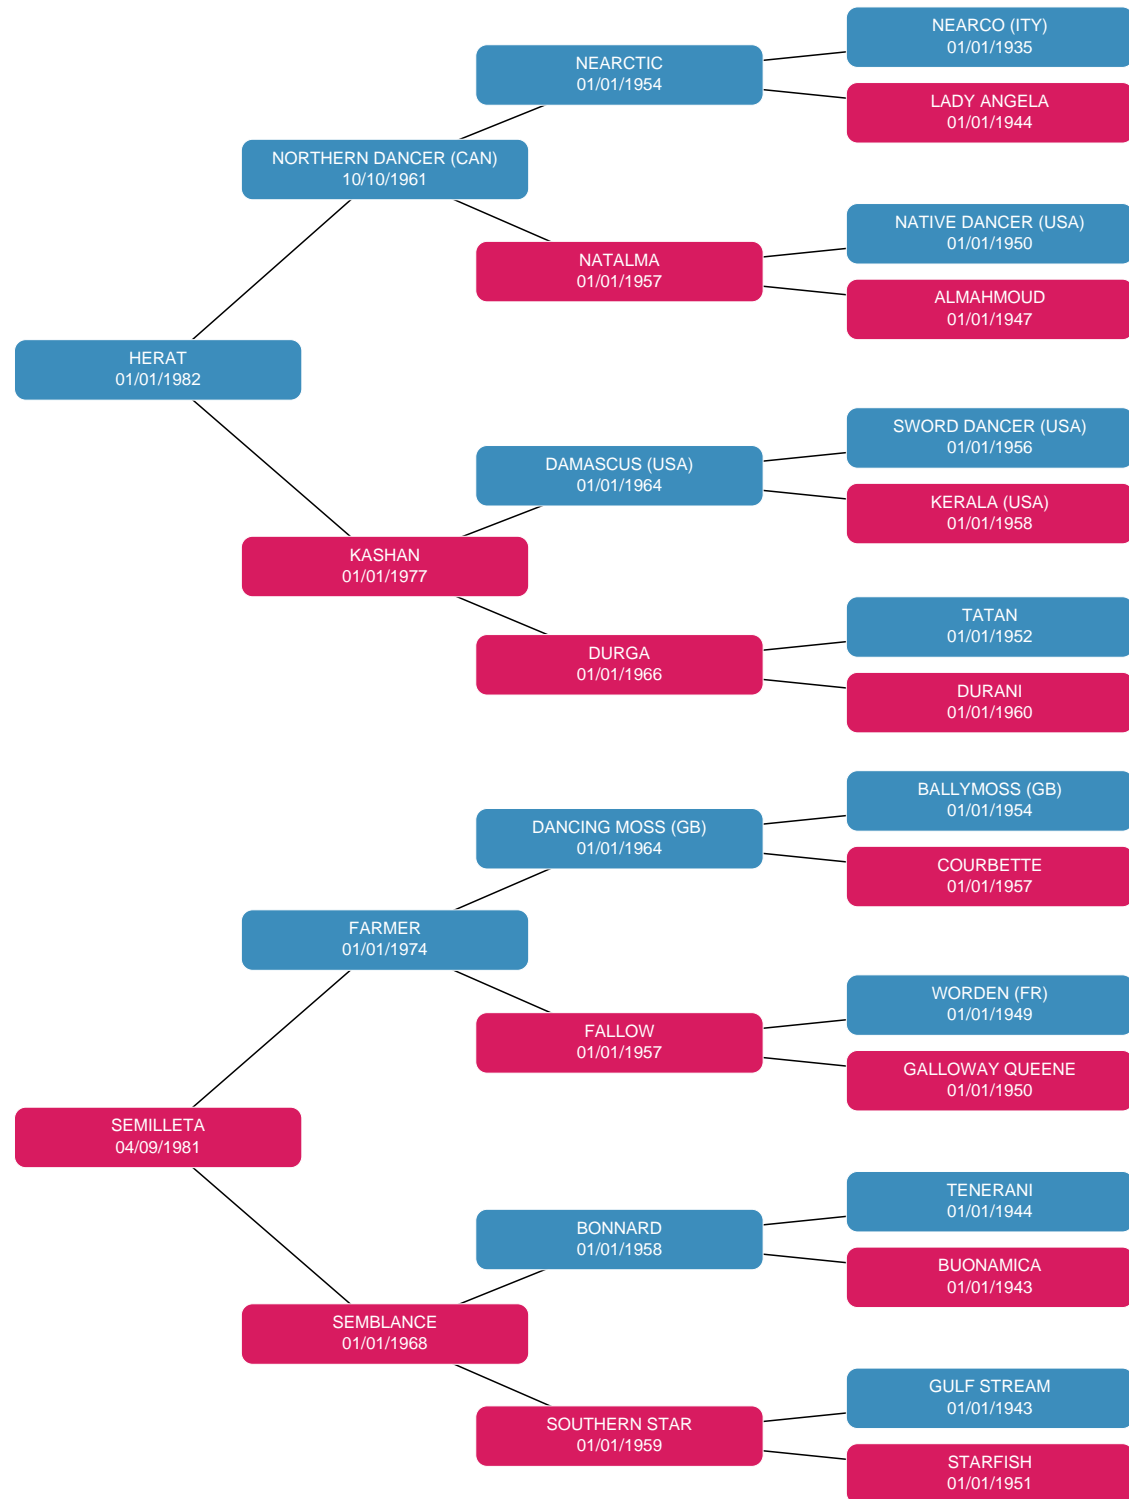 NEARCO (ITY)
01/01/1935
NEARCTIC
01/01/1954
LADY ANGELA
01/01/1944
NORTHERN DANCER (CAN)
10/10/1961
NATIVE DANCER (USA)
01/01/1950
NATALMA
01/01/1957
ALMAHMOUD
01/01/1947
HERAT
01/01/1982
SWORD DANCER (USA)
01/01/1956
DAMASCUS (USA)
01/01/1964
KERALA (USA)
01/01/1958
KASHAN
01/01/1977
TATAN
01/01/1952
DURGA
01/01/1966
DURANI
01/01/1960
BALLYMOSS (GB)
01/01/1954
DANCING MOSS (GB)
01/01/1964
COURBETTE
01/01/1957
FARMER
01/01/1974
WORDEN (FR)
01/01/1949
FALLOW
01/01/1957
GALLOWAY QUEENE
01/01/1950
SEMILLETA
04/09/1981
TENERANI
01/01/1944
BONNARD
01/01/1958
BUONAMICA
01/01/1943
SEMBLANCE
01/01/1968
GULF STREAM
01/01/1943
SOUTHERN STAR
01/01/1959
STARFISH
01/01/1951